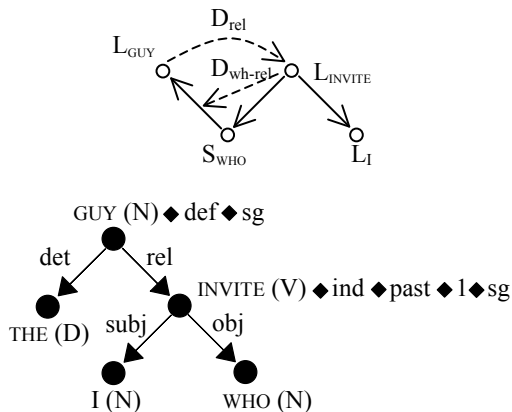 D_rel
L_GUY
D_wh-rel
L_INVITE
S_WHO
L_I
GUY (N) ◆ def ◆ sg
det
rel
INVITE (V) ◆ ind ◆ past ◆ 1 ◆ sg
THE (D)
subj
obj
I (N)
WHO (N)